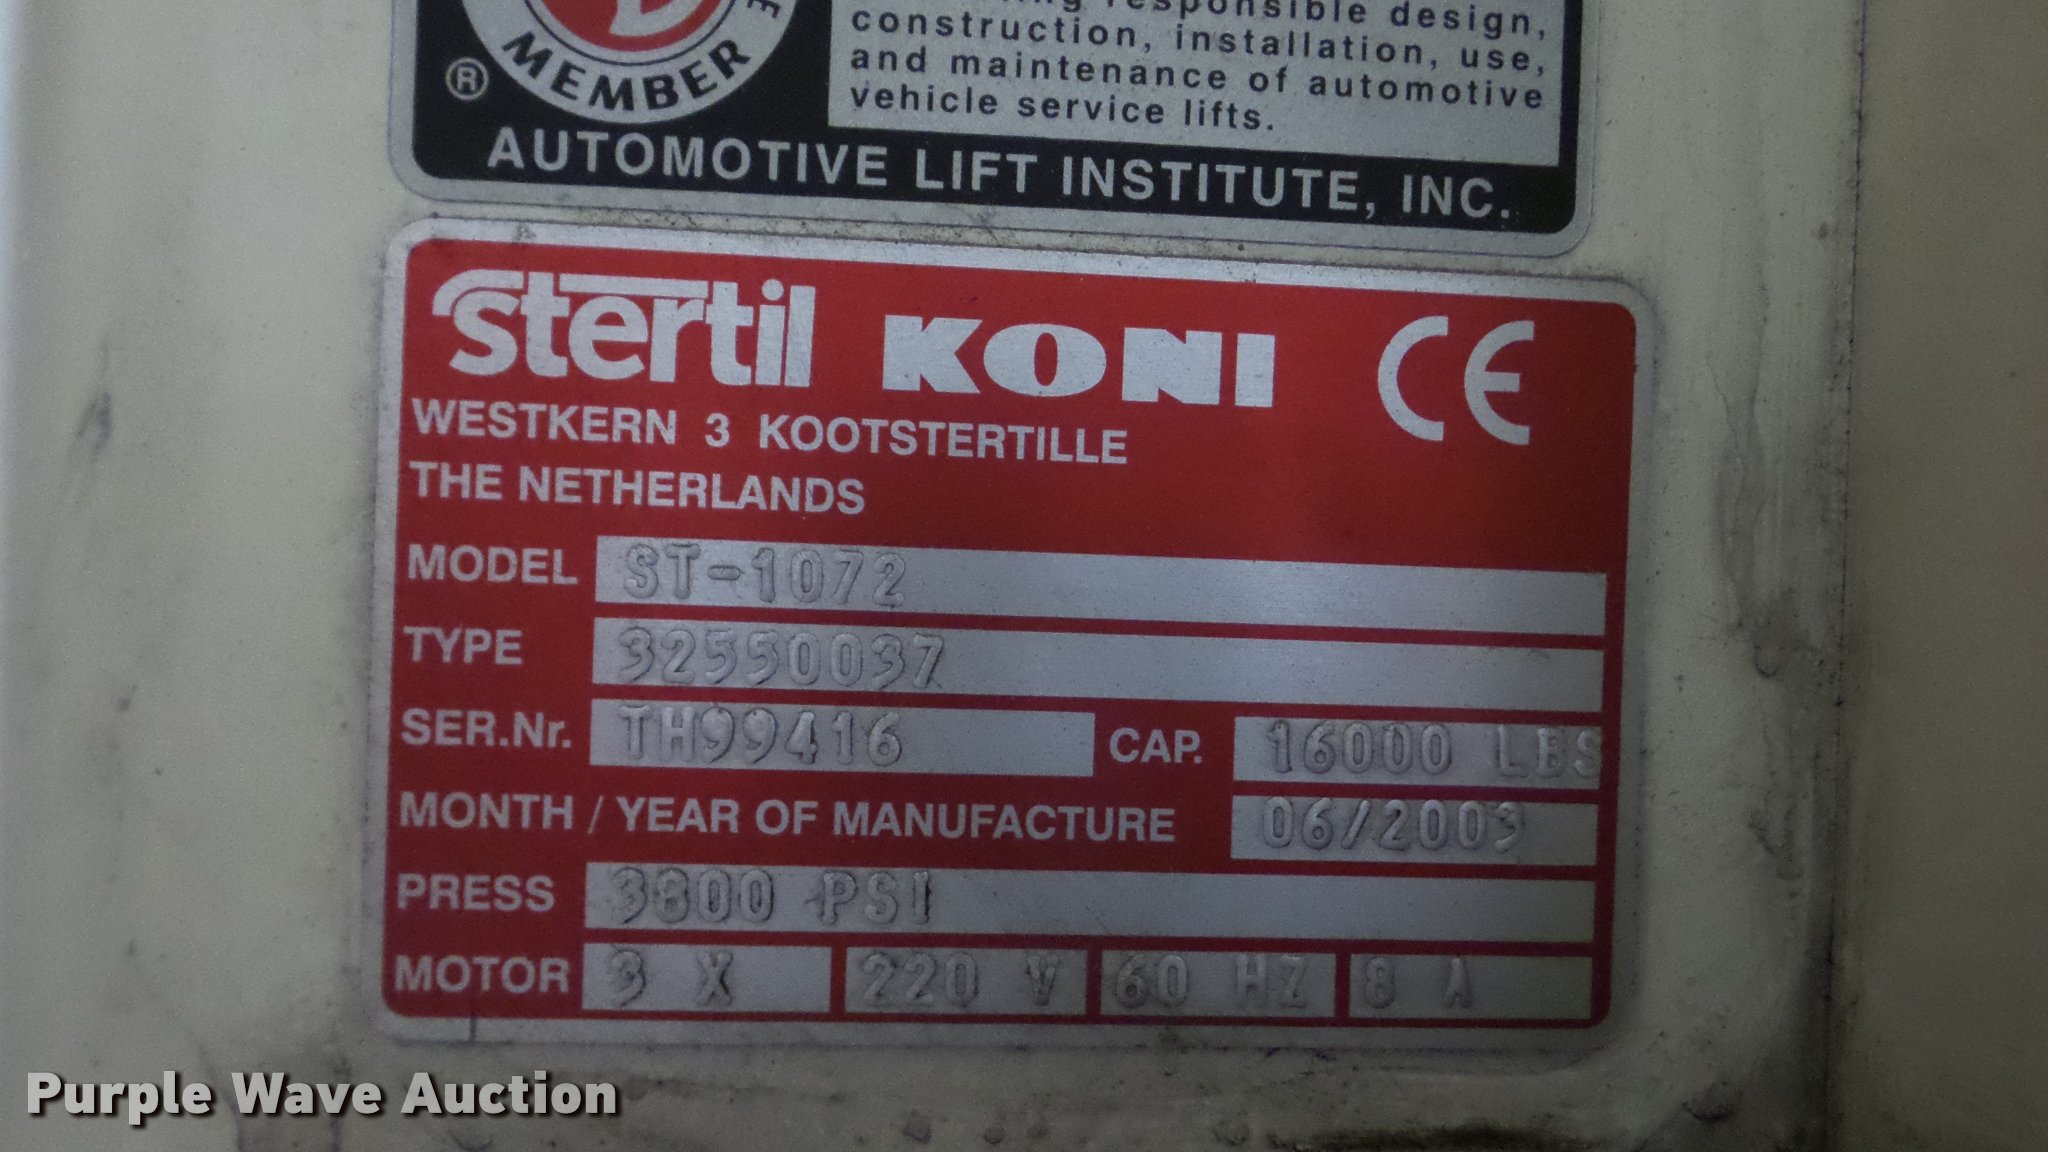 MEMBER
®
responsible design,
construction, installation, use,
and maintenance of automotive
vehicle service lifts.
AUTOMOTIVE LIFT INSTITUTE, INC.
Stertil KONI CE
WESTKERN 3 KOOTSTERTILLE
THE NETHERLANDS
MODEL ST-1072
TYPE 32550037
SER.Nr. TH99416 CAP. 16000 LBS
MONTH / YEAR OF MANUFACTURE 06/2003
PRESS 3800 PSI
MOTOR 3 X 220 V 60 HZ 8 A
Purple Wave Auction